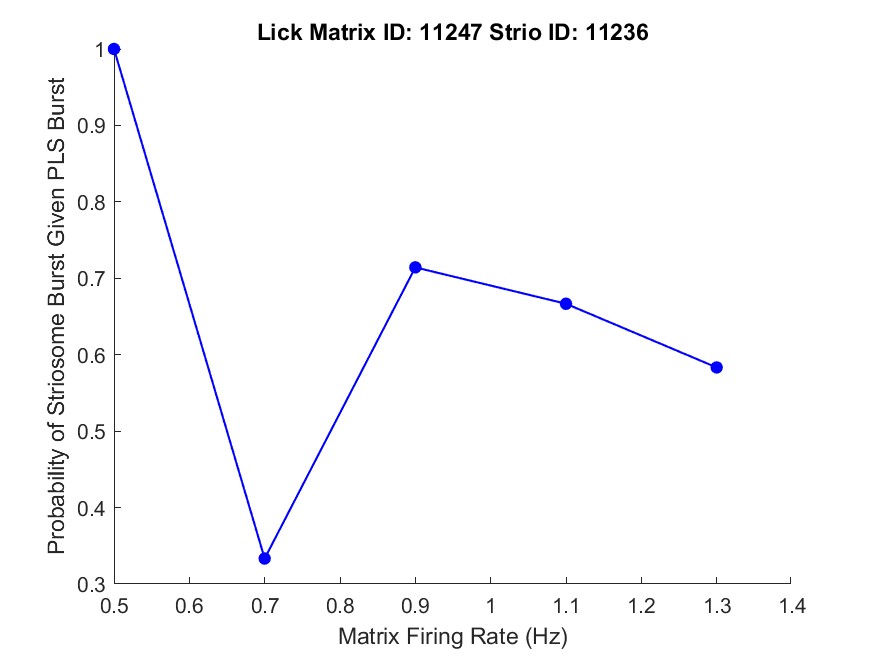 Lick Matrix ID: 11247 Strio ID: 11236
Probability of Striosome Burst Given PLS Burst
1
0.9
0.8
0.7
0.6
0.5
0.4
0.3
0.5 0.6 0.7 0.8 0.9 1 1.1 1.2 1.3 1.4
Matrix Firing Rate (Hz)